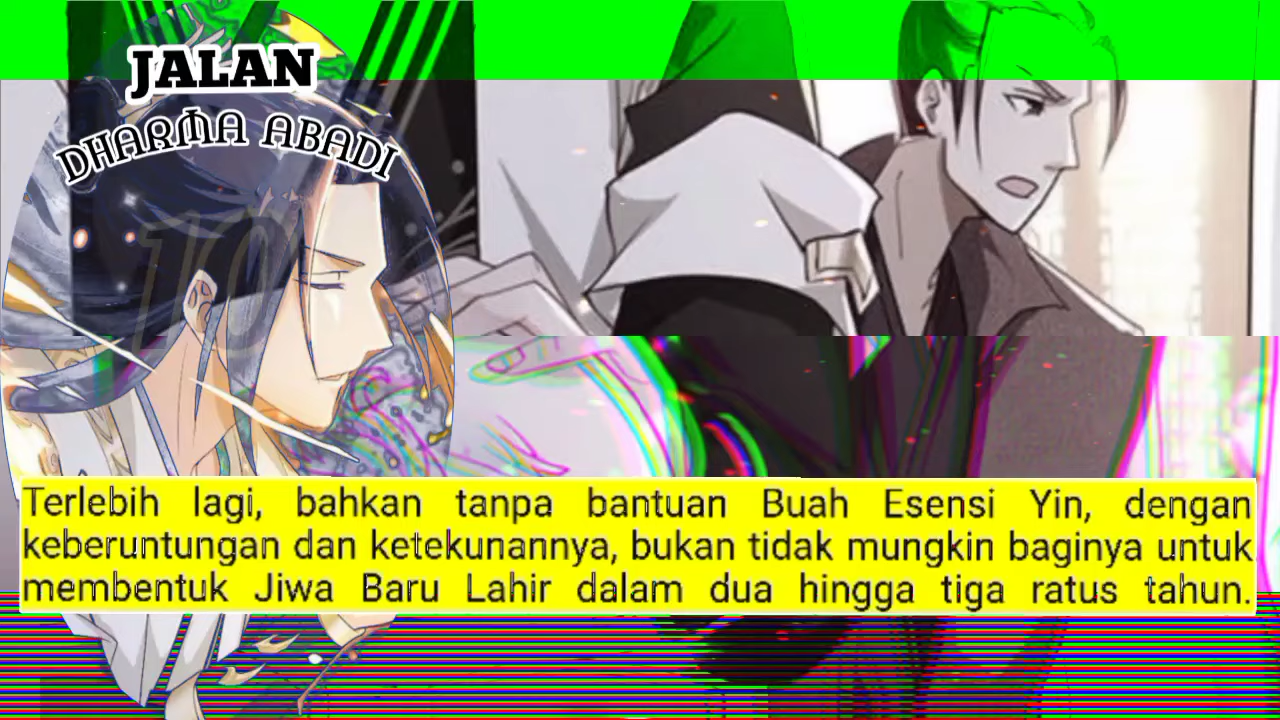 JALAN
DHARMA ABADI
10
Terlebih lagi, bahkan tanpa bantuan Buah Esensi Yin, dengan
keberuntungan dan ketekunannya, bukan tidak mungkin baginya untuk
membentuk Jiwa Baru Lahir dalam dua hingga tiga ratus tahun.